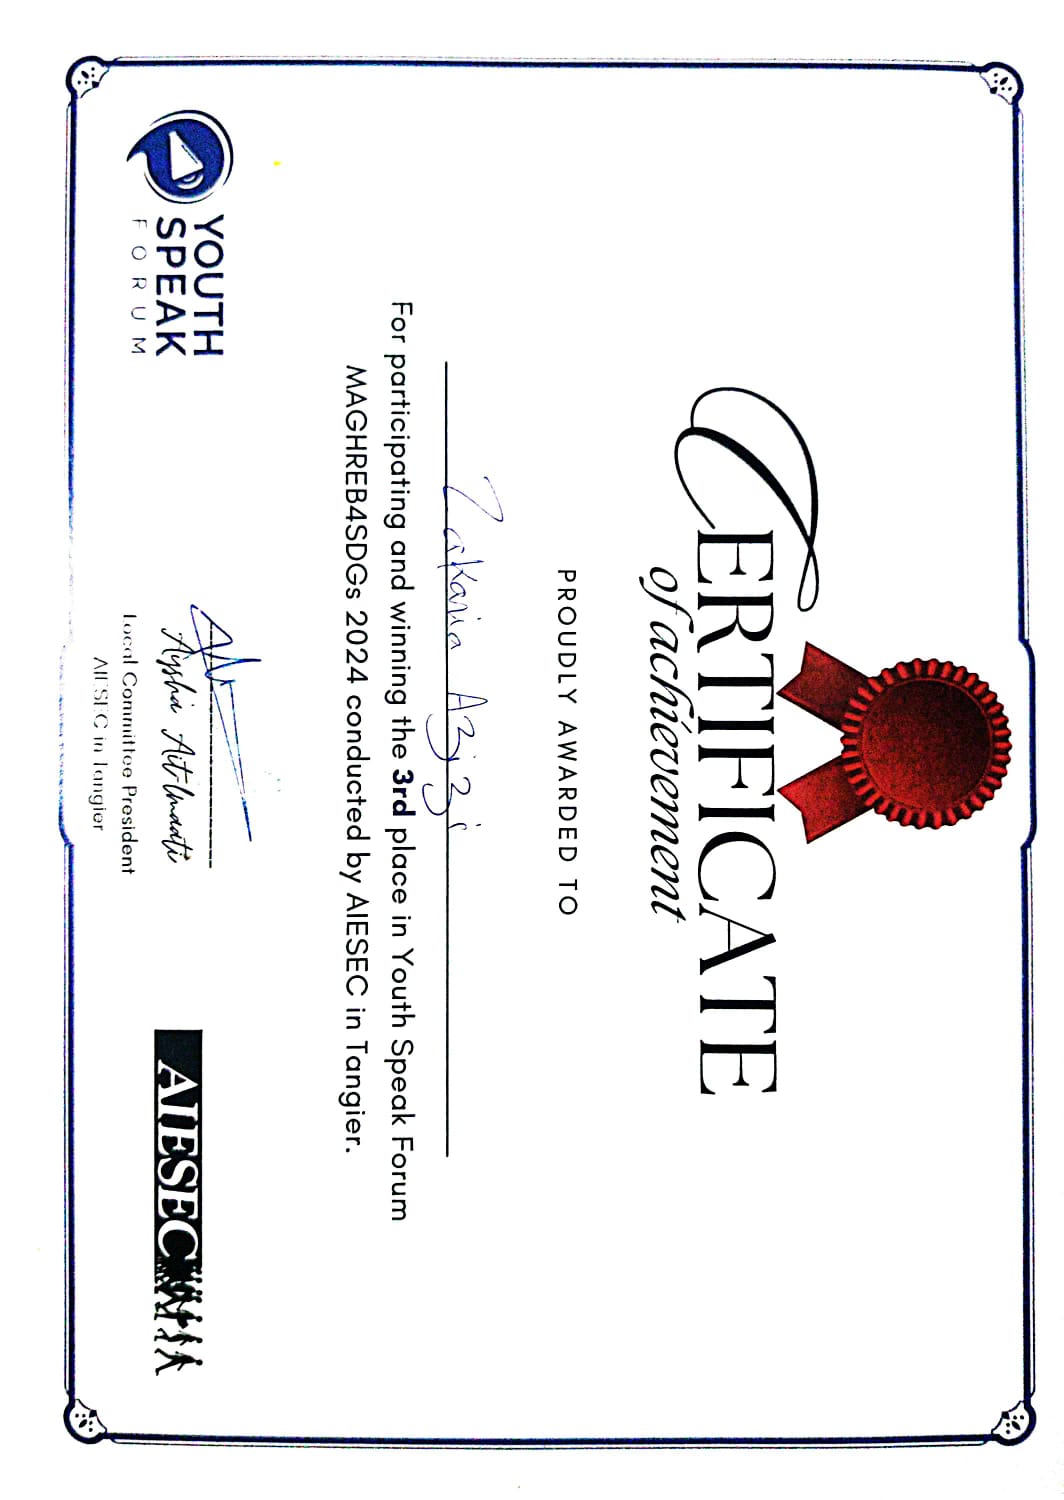 CERTIFICATE
of achievement
PROUDLY AWARDED TO
Zakaria Azizi
For participating and winning the 3rd place in Youth Speak Forum
MAGHREB4SDGs 2024 conducted by AIESEC in Tangier.
YOUTH
SPEAK
FORUM
Aysha Ait-lmaati
Local Committee President
AIESEC in Tangier
AIESEC